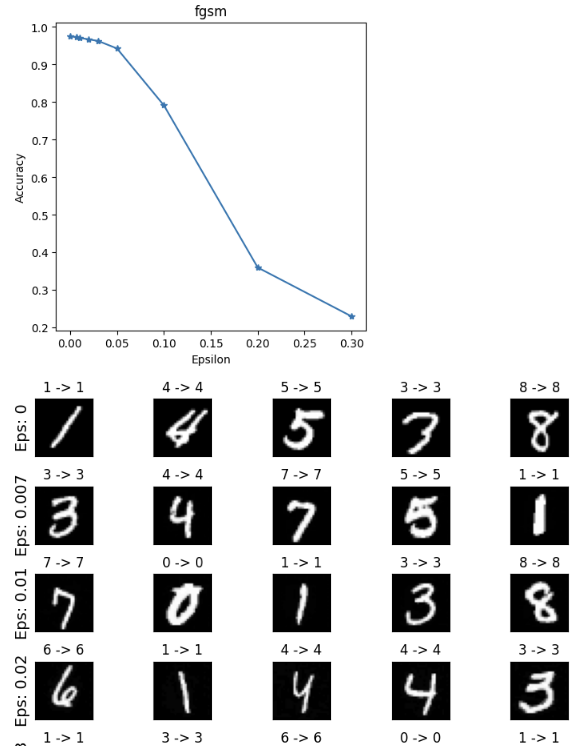 fgsm
1.0
0.9
0.8
0.7
0.6
0.5
0.4
0.3
0.2
Accuracy
0.00 0.05 0.10 0.15 0.20 0.25 0.30
Epsilon
1 -> 1 4 -> 4 5 -> 5 3 -> 3 8 -> 8
Eps: 0
3 -> 3 4 -> 4 7 -> 7 5 -> 5 1 -> 1
Eps: 0.007
7 -> 7 0 -> 0 1 -> 1 3 -> 3 8 -> 8
Eps: 0.01
6 -> 6 1 -> 1 4 -> 4 4 -> 4 3 -> 3
Eps: 0.02
1 -> 1 3 -> 3 6 -> 6 0 -> 0 1 -> 1